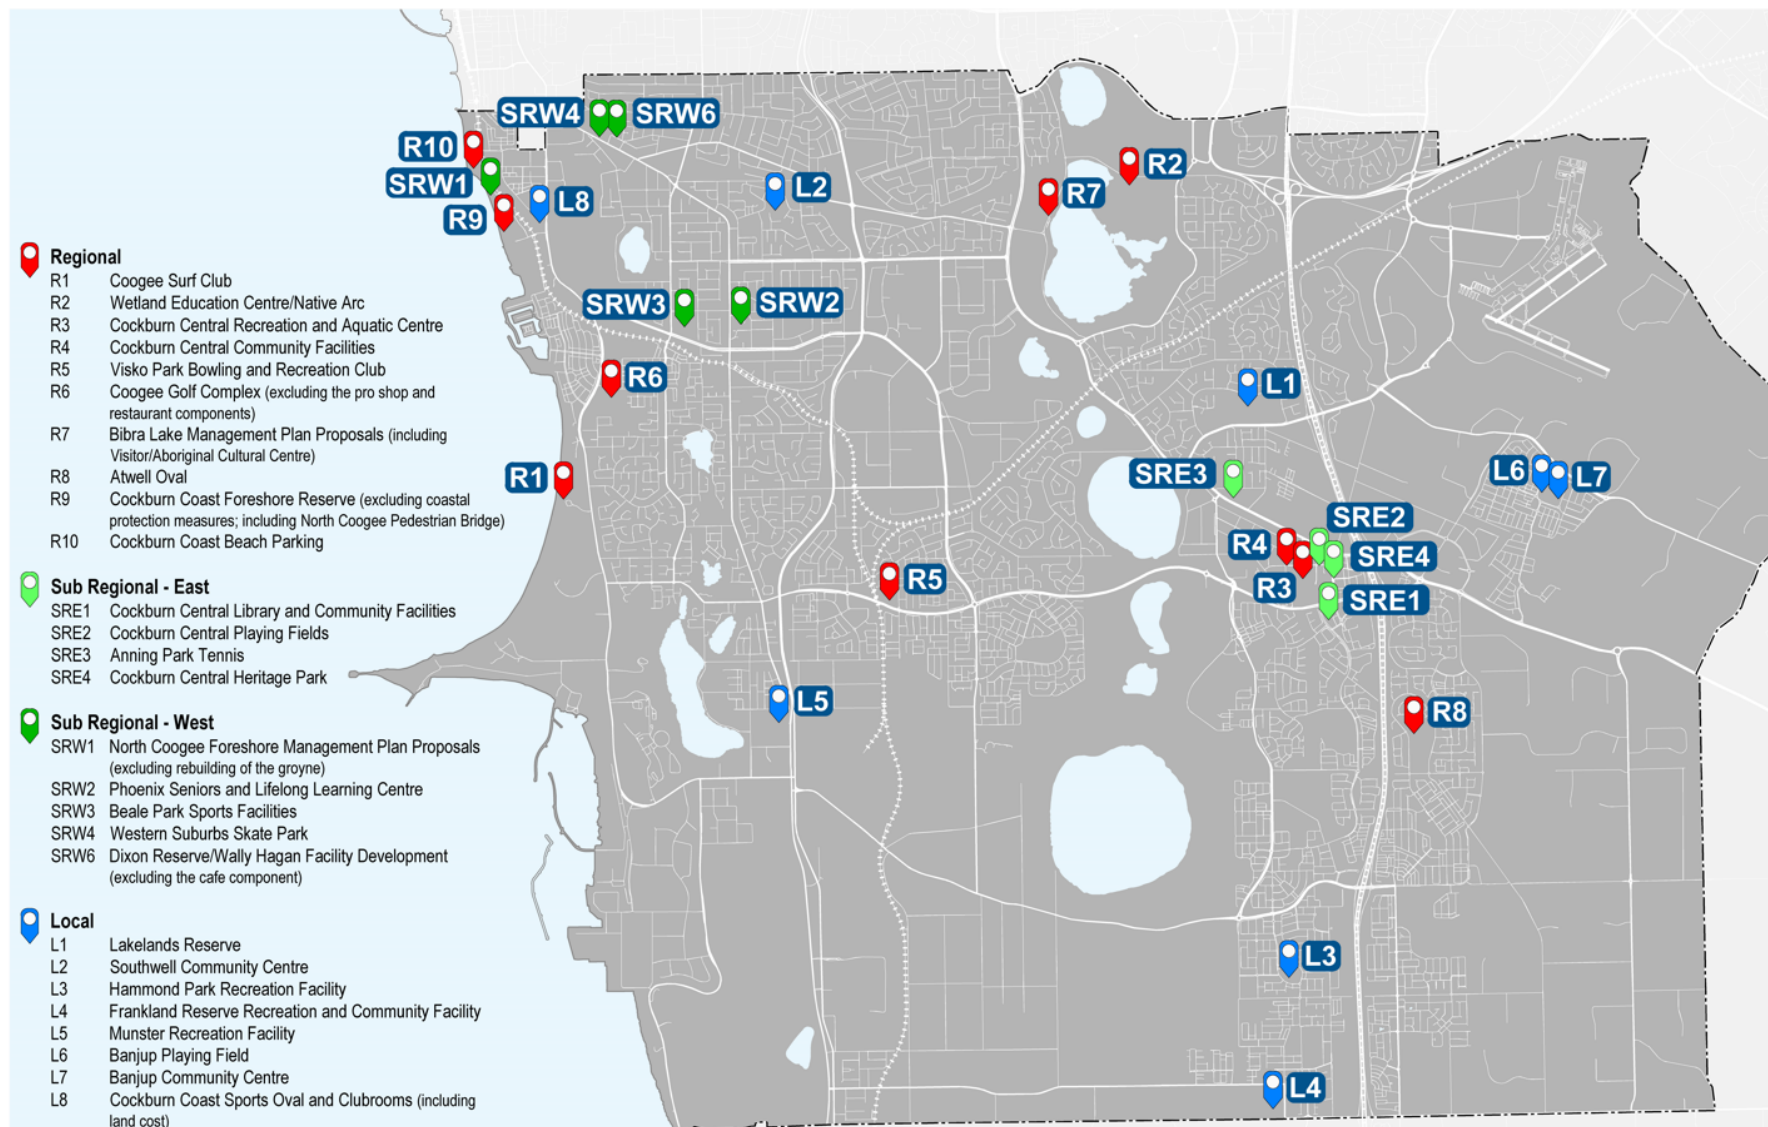 Regional
R1 Coogee Surf Club
R2 Wetland Education Centre/Native Arc
R3 Cockburn Central Recreation and Aquatic Centre
R4 Cockburn Central Community Facilities
R5 Visko Park Bowling and Recreation Club
R6 Coogee Golf Complex (excluding the pro shop and
restaurant components)
R7 Bibra Lake Management Plan Proposals (including
Visitor/Aboriginal Cultural Centre)
R8 Atwell Oval
R9 Cockburn Coast Foreshore Reserve (excluding coastal
protection measures; including North Coogee Pedestrian Bridge)
R10 Cockburn Coast Beach Parking
Sub Regional - East
SRE1 Cockburn Central Library and Community Facilities
SRE2 Cockburn Central Playing Fields
SRE3 Anning Park Tennis
SRE4 Cockburn Central Heritage Park
Sub Regional - West
SRW1 North Coogee Foreshore Management Plan Proposals
(excluding rebuilding of the groyne)
SRW2 Phoenix Seniors and Lifelong Learning Centre
SRW3 Beale Park Sports Facilities
SRW4 Western Suburbs Skate Park
SRW6 Dixon Reserve/Wally Hagan Facility Development
(excluding the cafe component)
Local
L1 Lakelands Reserve
L2 Southwell Community Centre
L3 Hammond Park Recreation Facility
L4 Frankland Reserve Recreation and Community Facility
L5 Munster Recreation Facility
L6 Banjup Playing Field
L7 Banjup Community Centre
L8 Cockburn Coast Sports Oval and Clubrooms (including
land cost)
SRW4 SRW6
R10
SRW1
R9
L8
L2
R7
R2
SRW3
SRW2
R6
L1
R1
SRE3
L6
L7
SRE2
R4
SRE4
R3
R5
SRE1
L5
R8
L3
L4